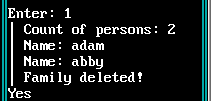 Enter: 1
| Count of persons: 2
| Name: adam
| Name: abby
| Family deleted!
Yes